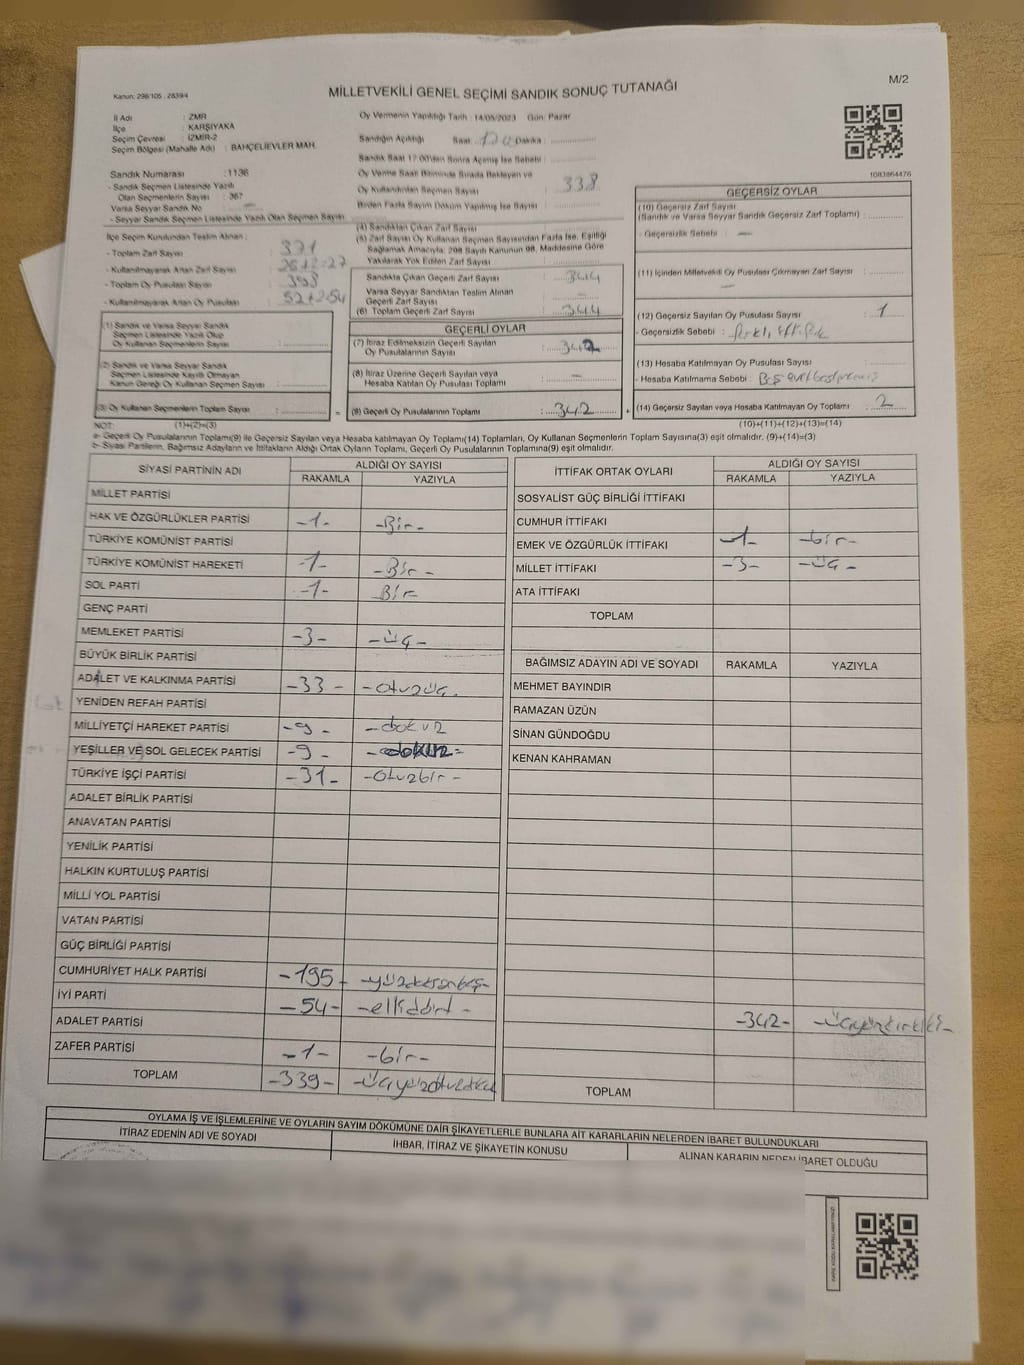 M/2
Kanun: 298/105, 2839/4
MİLLETVEKİLİ GENEL SEÇİMİ SANDIK SONUÇ TUTANAĞI
İl Adı : ZMR
İlçe : KARŞIYAKA
Seçim Çevresi : İZMİR-2
Seçim Bölgesi (Mahalle Adı) : BAHÇELİEVLER MAH.
Oy Vermenin Yapıldığı Tarih : 14/05/2023 Gün: Pazar
Sandığın Açıldığı Saat Dakika :
Sandık Saat 17:00'den Sonra Açılmış İse Sebebi :
Oy Verme Saati Bitiminde Sırada Bekleyen ve
Oy Kullandırılan Seçmen Sayısı : 338
Birden Fazla Sayım Döküm Yapılmış İse Sayısı :
1083864476
Sandık Numarası : 1136
- Sandık Seçmen Listesinde Yazılı
Olan Seçmenlerin Sayısı : 367
Varsa Seyyar Sandık No : —
- Seyyar Sandık Seçmen Listesinde Yazılı Olan Seçmen Sayısı
İlçe Seçim Kurulundan Teslim Alınan :
- Toplam Zarf Sayısı : 371
- Kullanılmayarak Artan Zarf Sayısı
- Toplam Oy Pusulası Sayısı : 398
- Kullanılmayarak Artan Oy Pusulası : 52+2=54
(1) Sandık ve Varsa Seyyar Sandık
Seçmen Listesinde Yazılı Olup
Oy Kullanan Seçmenlerin Sayısı :
(2) Sandık ve Varsa Seyyar Sandık
Seçmen Listesinde Kayıtlı Olmayan
Kanun Gereği Oy Kullanan Seçmen Sayısı :
(3) Oy Kullanan Seçmenlerin Toplam Sayısı :
(1)+(2)=(3)
(4) Sandıktan Çıkan Zarf Sayısı :
(5) Zarf Sayısı Oy Kullanan Seçmen Sayısından Fazla İse, Eşitliği
Sağlamak Amacıyla; 298 Sayılı Kanunun 98. Maddesine Göre
Yakılarak Yok Edilen Zarf Sayısı :
Sandıkta Çıkan Geçerli Zarf Sayısı : 344
Varsa Seyyar Sandıktan Teslim Alınan
Geçerli Zarf Sayısı : —
(6) Toplam Geçerli Zarf Sayısı : 344
GEÇERLİ OYLAR
(7) İtiraz Edilmeksizin Geçerli Sayılan
Oy Pusulalarının Sayısı : 342
(8) İtiraz Üzerine Geçerli Sayılan veya
Hesaba Katılan Oy Pusulası Toplamı : —
= (9) Geçerli Oy Pusulalarının Toplamı : 342 +
GEÇERSİZ OYLAR
(10) Geçersiz Zarf Sayısı
(Sandık ve Varsa Seyyar Sandık Geçersiz Zarf Toplamı) :
- Geçersizlik Sebebi : —
(11) İçinden Milletvekili Oy Pusulası Çıkmayan Zarf Sayısı :
—
(12) Geçersiz Sayılan Oy Pusulası Sayısı : 1
- Geçersizlik Sebebi :
(13) Hesaba Katılmayan Oy Pusulası Sayısı :
- Hesaba Katılmama Sebebi : Boş
(14) Geçersiz Sayılan veya Hesaba Katılmayan Oy Toplamı : 2
(10)+(11)+(12)+(13)=(14)
NOT:
a- Geçerli Oy Pusulalarının Toplamı(9) ile Geçersiz Sayılan veya Hesaba Katılmayan Oy Toplamı(14) Toplamları, Oy Kullanan Seçmenlerin Toplam Sayısına(3) eşit olmalıdır. (9)+(14)=(3)
b- Siyasi Partilerin, Bağımsız Adayların ve İttifakların Aldığı Ortak Oyların Toplamı, Geçerli Oy Pusulalarının Toplamına(9) eşit olmalıdır.
SİYASİ PARTİNİN ADI
ALDIĞI OY SAYISI
RAKAMLA YAZIYLA
MİLLET PARTİSİ
HAK VE ÖZGÜRLÜKLER PARTİSİ -1- -Bir-
TÜRKİYE KOMÜNİST PARTİSİ
TÜRKİYE KOMÜNİST HAREKETİ -1- -Bir-
SOL PARTİ -1- Bir
GENÇ PARTİ
MEMLEKET PARTİSİ -3- -üç-
BÜYÜK BİRLİK PARTİSİ
ADALET VE KALKINMA PARTİSİ -33- -otuzüç.
YENİDEN REFAH PARTİSİ
MİLLİYETÇİ HAREKET PARTİSİ -9- -dokuz
YEŞİLLER VE SOL GELECEK PARTİSİ -9- -dokuz-
TÜRKİYE İŞÇİ PARTİSİ -31- -otuzbir-
ADALET BİRLİK PARTİSİ
ANAVATAN PARTİSİ
YENİLİK PARTİSİ
HALKIN KURTULUŞ PARTİSİ
MİLLİ YOL PARTİSİ
VATAN PARTİSİ
GÜÇ BİRLİĞİ PARTİSİ
CUMHURİYET HALK PARTİSİ -195- -yüzdoksanbeş-
İYİ PARTİ -54- -ellidört-
ADALET PARTİSİ
ZAFER PARTİSİ -1- -bir-
TOPLAM -339- -üçyüzotuzdokuz
İTTİFAK ORTAK OYLARI
ALDIĞI OY SAYISI
RAKAMLA YAZIYLA
SOSYALİST GÜÇ BİRLİĞİ İTTİFAKI
CUMHUR İTTİFAKI
EMEK VE ÖZGÜRLÜK İTTİFAKI -1- -bir-
MİLLET İTTİFAKI -3- -üç-
ATA İTTİFAKI
TOPLAM
BAĞIMSIZ ADAYIN ADI VE SOYADI RAKAMLA YAZIYLA
MEHMET BAYINDIR
RAMAZAN ÜZÜN
SİNAN GÜNDOĞDU
KENAN KAHRAMAN
-342- -üçyüzkırkiki-
TOPLAM
OYLAMA İŞ VE İŞLEMLERİNE VE OYLARIN SAYIM DÖKÜMÜNE DAİR ŞİKAYETLERLE BUNLARA AİT KARARLARIN NELERDEN İBARET BULUNDUKLARI
İTİRAZ EDENİN ADI VE SOYADI İHBAR, İTİRAZ VE ŞİKAYETİN KONUSU ALINAN KARARIN NEDEN İBARET OLDUĞU